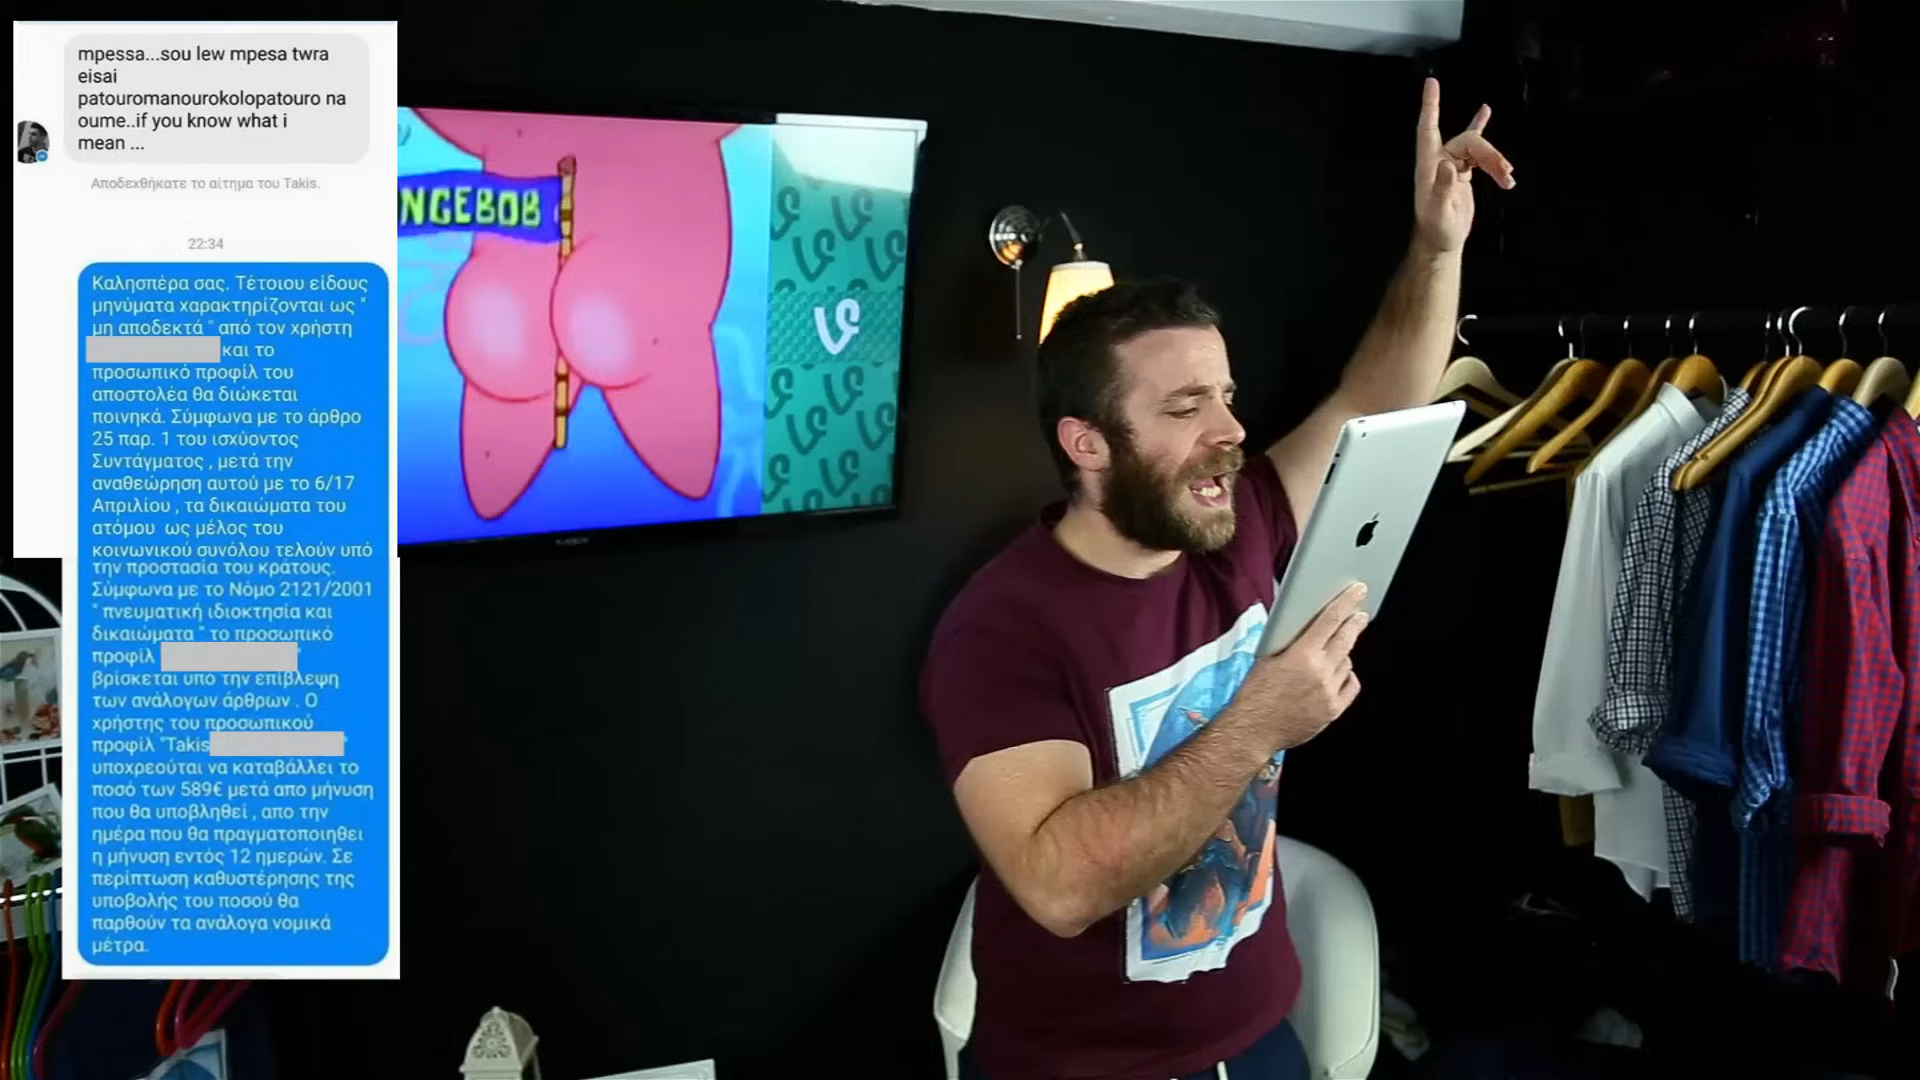 mpessa...sou lew mpesa twra
eisai
patouromanourokolopatouro na
oume..if you know what i
mean ...
Αποδεχθήκατε το αίτημα του Takis.
22:34
Καλησπέρα σας. Τέτοιου είδους
μηνύματα χαρακτηρίζονται ως "
μη αποδεκτά " από τον χρήστη
και το
προσωπικό προφίλ του
αποστολέα θα διώκεται
ποινηκά. Σύμφωνα με το άρθρο
25 παρ. 1 του ισχύοντος
Συντάγματος , μετά την
αναθεώρηση αυτού με το 6/17
Απριλίου , τα δικαιώματα του
ατόμου ως μέλος του
κοινωνικού συνόλου τελούν υπό
την προστασία του κράτους.
Σύμφωνα με το Νόμο 2121/2001
" πνευματική ιδιοκτησία και
δικαιώματα " το προσωπικό
προφίλ "
βρίσκεται υπο την επίβλεψη
των ανάλογων άρθρων . Ο
χρήστης του προσωπικού
προφίλ "Takis "
υποχρεούται να καταβάλλει το
ποσό των 589€ μετά απο μήνυση
που θα υποβληθεί , απο την
ημέρα που θα πραγματοποιηθει
η μήνυση εντός 12 ημερών. Σε
περίπτωση καθυστέρησης της
υποβολής του ποσού θα
παρθούν τα ανάλογα νομικά
μέτρα.
NGEBOB